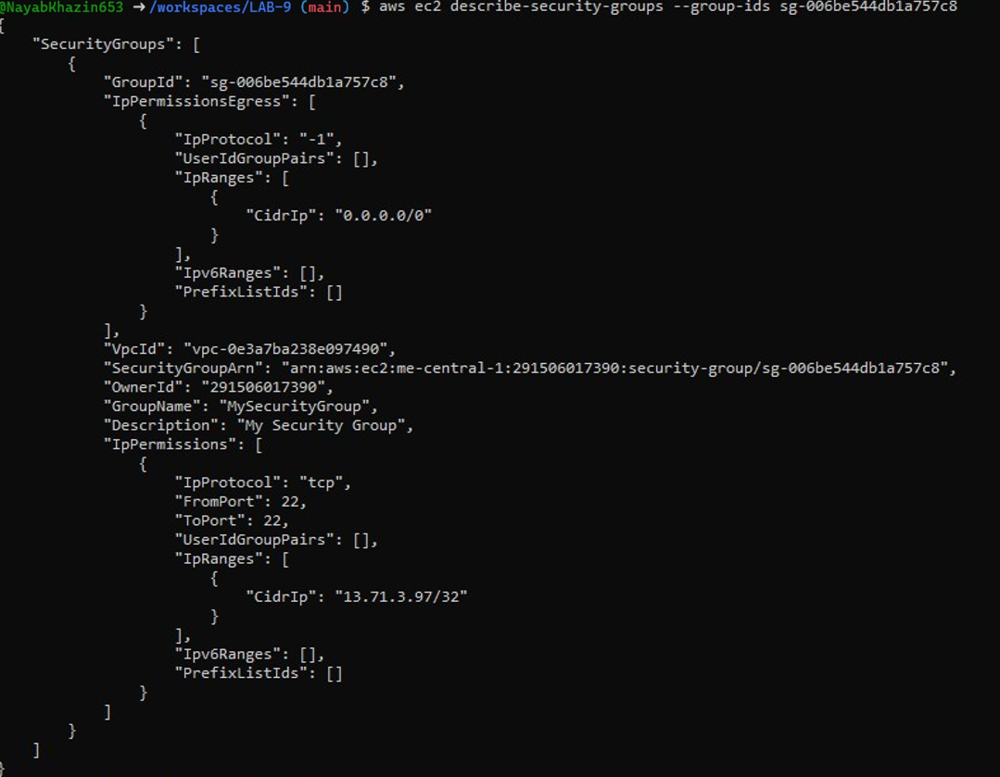 @NayabKhazin653 ➜ /workspaces/LAB-9 (main) $ aws ec2 describe-security-groups --group-ids sg-006be544db1a757c8
{
    "SecurityGroups": [
        {
            "GroupId": "sg-006be544db1a757c8",
            "IpPermissionsEgress": [
                {
                    "IpProtocol": "-1",
                    "UserIdGroupPairs": [],
                    "IpRanges": [
                        {
                            "CidrIp": "0.0.0.0/0"
                        }
                    ],
                    "Ipv6Ranges": [],
                    "PrefixListIds": []
                }
            ],
            "VpcId": "vpc-0e3a7ba238e097490",
            "SecurityGroupArn": "arn:aws:ec2:me-central-1:291506017390:security-group/sg-006be544db1a757c8",
            "OwnerId": "291506017390",
            "GroupName": "MySecurityGroup",
            "Description": "My Security Group",
            "IpPermissions": [
                {
                    "IpProtocol": "tcp",
                    "FromPort": 22,
                    "ToPort": 22,
                    "UserIdGroupPairs": [],
                    "IpRanges": [
                        {
                            "CidrIp": "13.71.3.97/32"
                        }
                    ],
                    "Ipv6Ranges": [],
                    "PrefixListIds": []
                }
            ]
        }
    ]
}